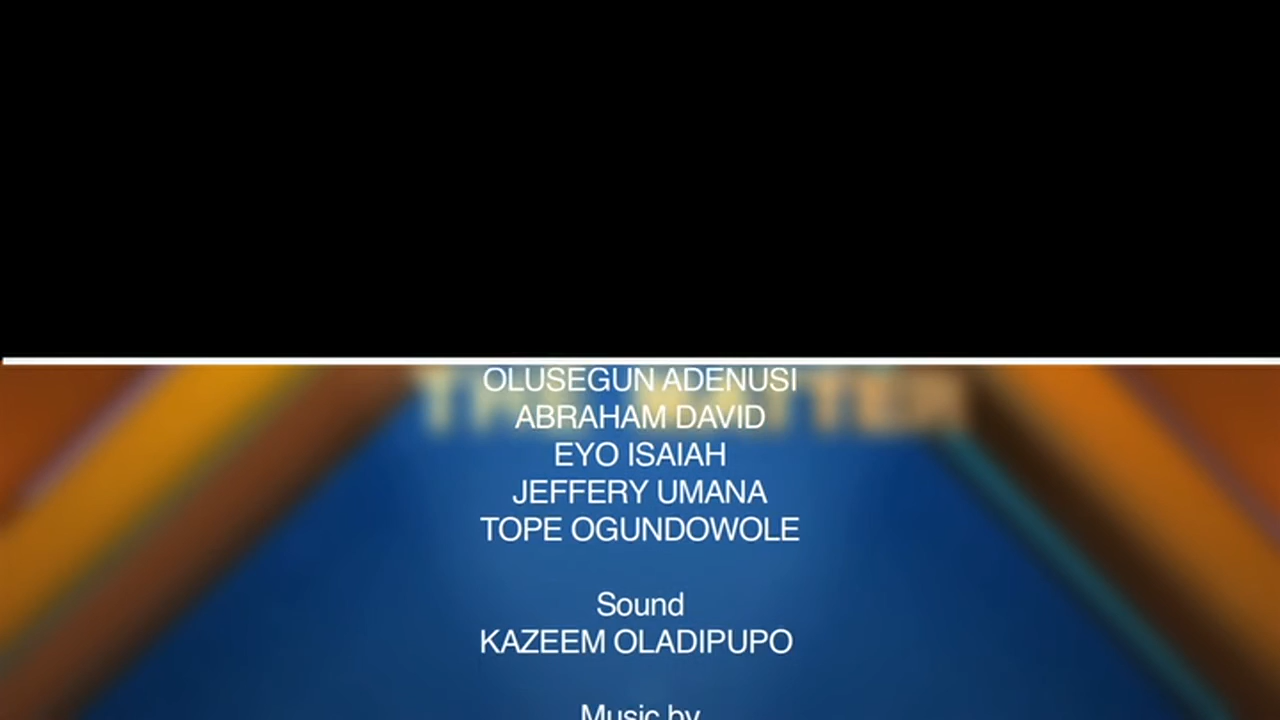 OLUSEGUN ADENUSI
ABRAHAM DAVID
EYO ISAIAH
JEFFERY UMANA
TOPE OGUNDOWOLE
Sound
KAZEEM OLADIPUPO
Music by